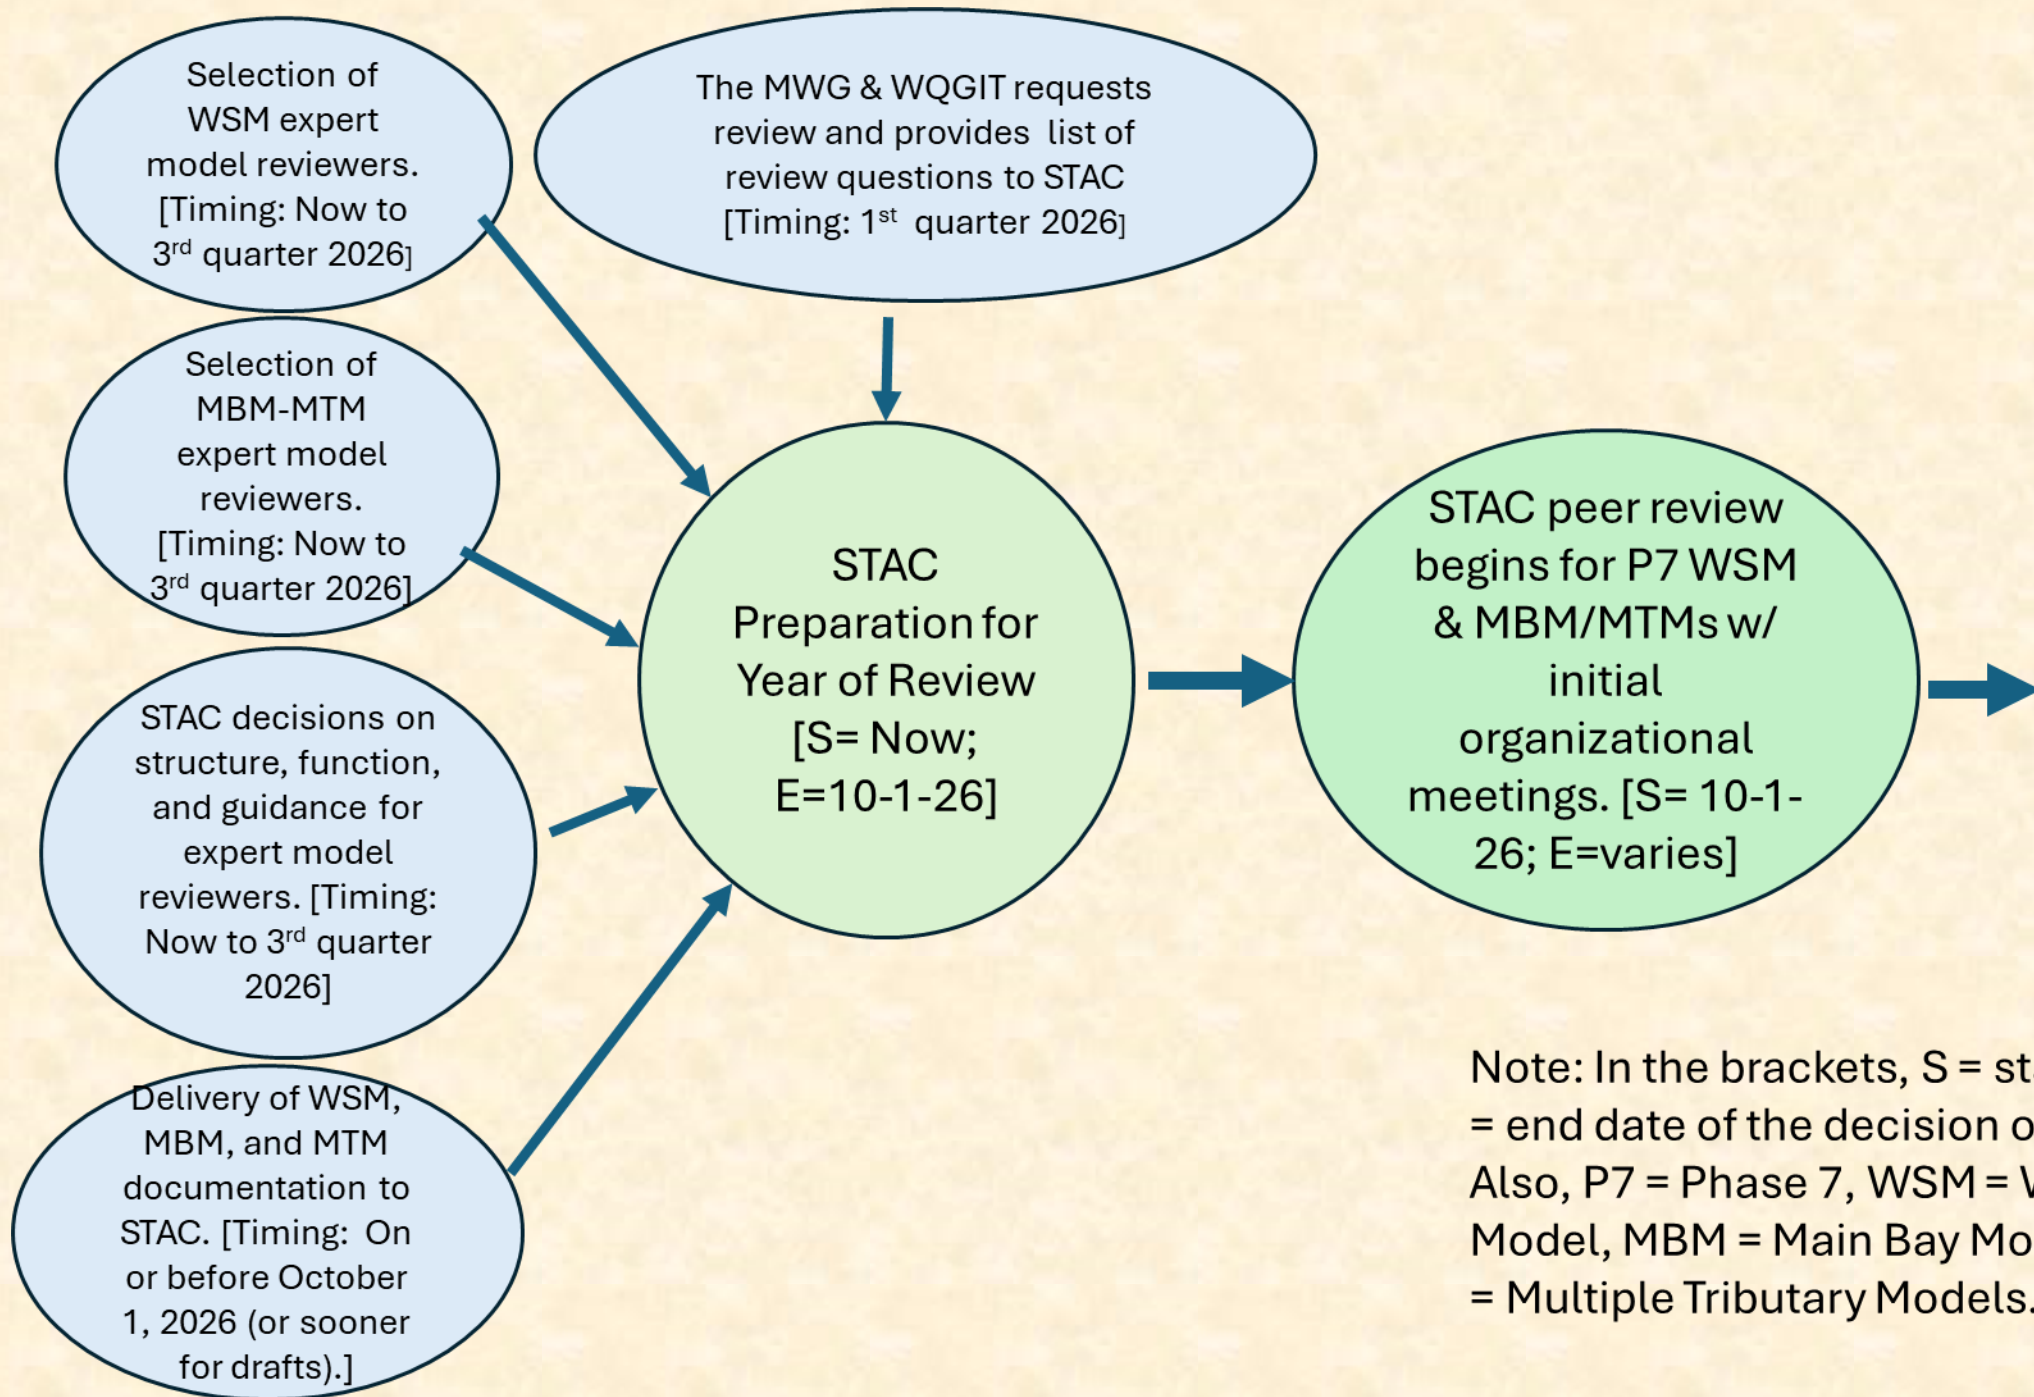 Selection of
WSM expert
model reviewers.
[Timing: Now to
3rd quarter 2026]
The MWG & WQGIT requests
review and provides list of
review questions to STAC
[Timing: 1st quarter 2026]
Selection of
MBM-MTM
expert model
reviewers.
[Timing: Now to
3rd quarter 2026]
STAC decisions on
structure, function,
and guidance for
expert model
reviewers. [Timing:
Now to 3rd quarter
2026]
Delivery of WSM,
MBM, and MTM
documentation to
STAC. [Timing: On
or before October
1, 2026 (or sooner
for drafts).]
STAC
Preparation for
Year of Review
[S= Now;
E=10-1-26]
STAC peer review
begins for P7 WSM
& MBM/MTMs w/
initial
organizational
meetings. [S= 10-1-
26; E=varies]
Note: In the brackets, S =
= end date of the decision
Also, P7 = Phase 7, WSM =
Model, MBM = Main Bay
= Multiple Tributary Models.